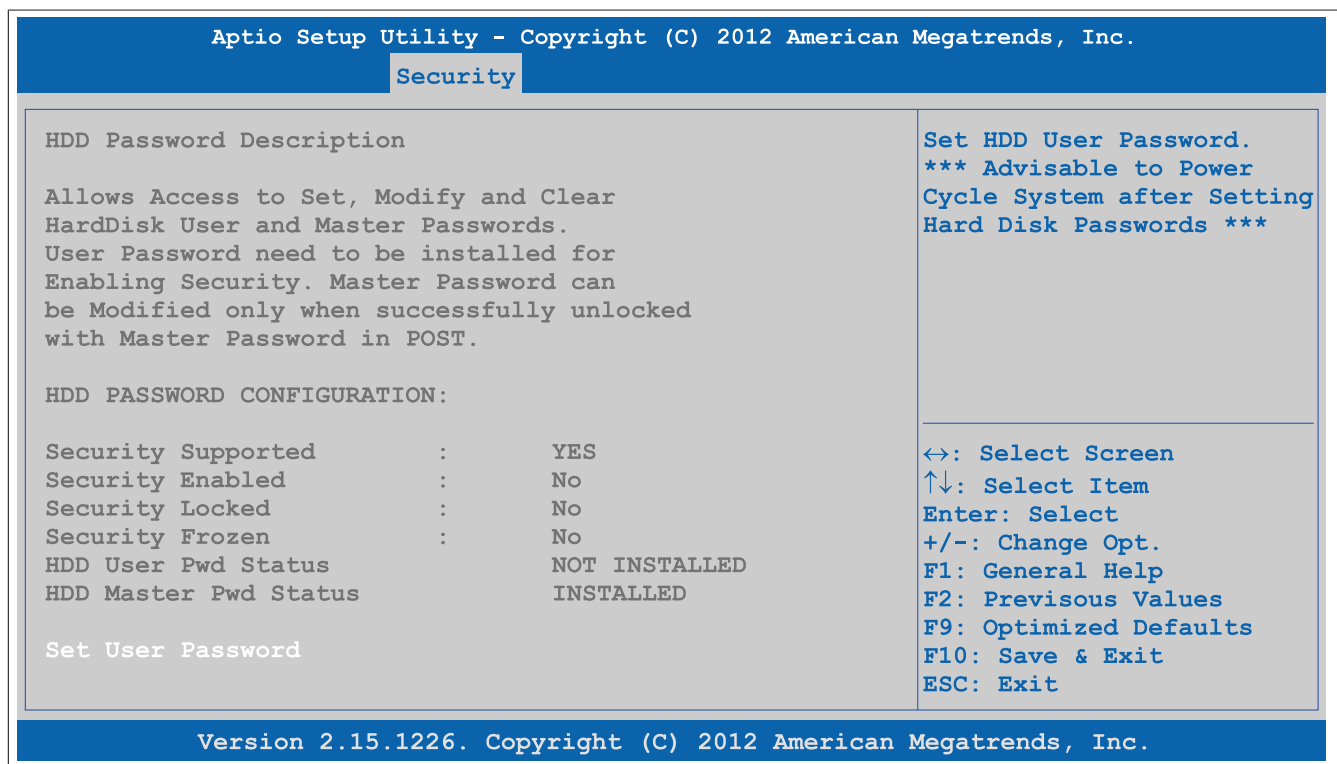 Aptio Setup Utility - Copyright (C) 2012 American Megatrends, Inc.
Security
HDD Password Description
Allows Access to Set, Modify and Clear
HardDisk User and Master Passwords.
User Password need to be installed for
Enabling Security. Master Password can
be Modified only when successfully unlocked
with Master Password in POST.
HDD PASSWORD CONFIGURATION:
Security Supported : YES
Security Enabled : No
Security Locked : No
Security Frozen : No
HDD User Pwd Status NOT INSTALLED
HDD Master Pwd Status INSTALLED
Set User Password
Set HDD User Password.
*** Advisable to Power
Cycle System after Setting
Hard Disk Passwords ***
↔: Select Screen
↑↓: Select Item
Enter: Select
+/-: Change Opt.
F1: General Help
F2: Previsous Values
F9: Optimized Defaults
F10: Save & Exit
ESC: Exit
Version 2.15.1226. Copyright (C) 2012 American Megatrends, Inc.